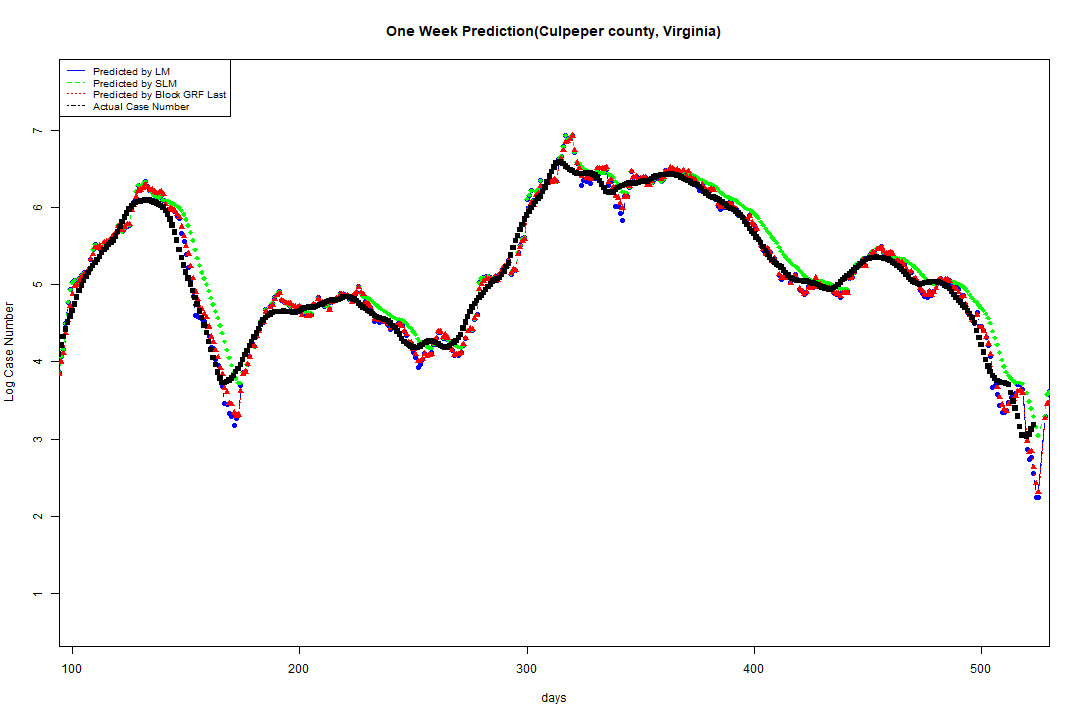 One Week Prediction(Culpeper county, Virginia)
Predicted by LM
Predicted by SLM
Predicted by Block GRF Last
Actual Case Number
7
6
5
4
3
2
1
Log Case Number
100 200 300 400 500
days